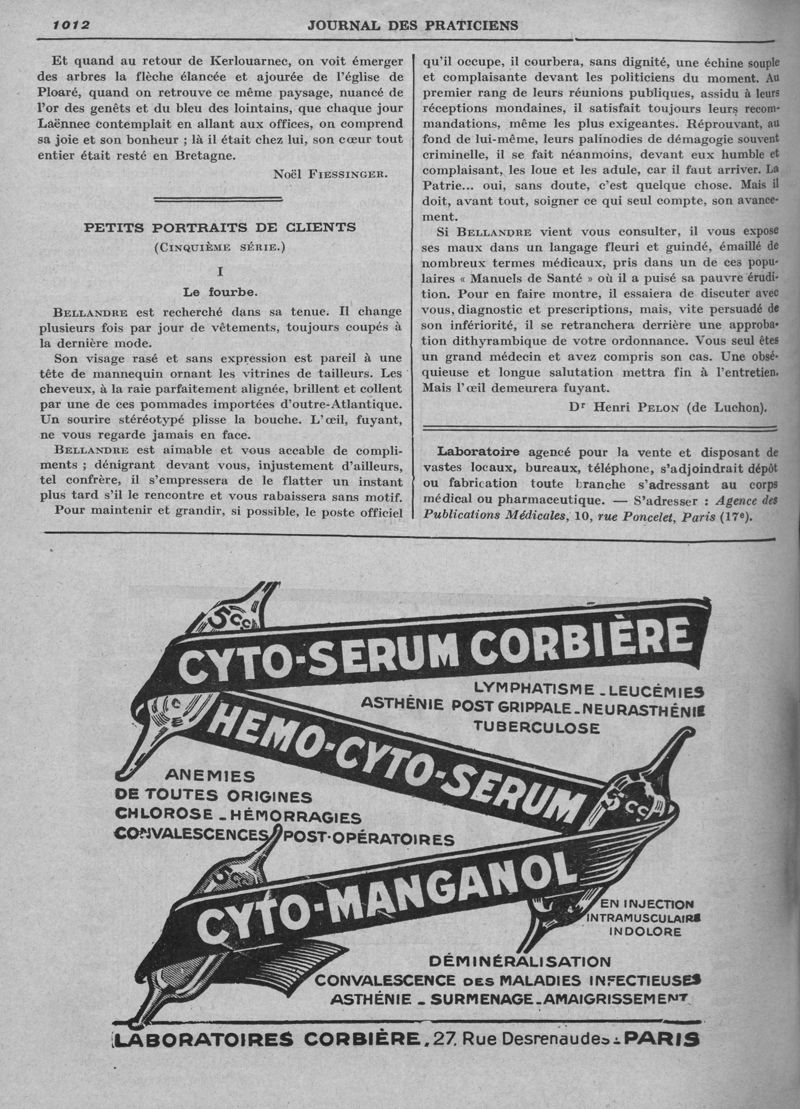 1012
JOURNAL DES PRATICIENS
Et quand au retour de Kerlouarnec, on voit émerger
des arbres la flèche élancée et ajourée de l'église de
Ploaré, quand on retrouve ce même paysage, nuancé de
l'or des genêts et du bleu des lointains, que chaque jour
Laënnec contemplait en allant aux offices, on comprend
sa joie et son bonheur ; là il était chez lui, son cœur tout
entier était resté en Bretagne.
Noël FIESSINGER.
PETITS PORTRAITS DE CLIENTS
(CINQUIÈME SÉRIE.)
I
Le fourbe.
BELLANDRE est recherché dans sa tenue. Il change
plusieurs fois par jour de vêtements, toujours coupés à
la dernière mode.
Son visage rasé et sans expression est pareil à une
tête de mannequin ornant les vitrines de tailleurs. Les
cheveux, à la raie parfaitement alignée, brillent et collent
par une de ces pommades importées d'outre-Atlantique.
Un sourire stéréotypé plisse la bouche. L'œil, fuyant,
ne vous regarde jamais en face.
BELLANDRE est aimable et vous accable de compli-
ments ; dénigrant devant vous, injustement d'ailleurs,
tel confrère, il s'empressera de le flatter un instant
plus tard s'il le rencontre et vous rabaissera sans motif.
Pour maintenir et grandir, si possible, le poste officiel
qu'il occupe, il courbera, sans dignité, une échine souple
et complaisante devant les politiciens du moment. Au
premier rang de leurs réunions publiques, assidu à leurs
réceptions mondaines, il satisfait toujours leurs recom-
mandations, même les plus exigeantes. Réprouvant, au
fond de lui-même, leurs palinodies de démagogie souvent
criminelle, il se fait néanmoins, devant eux humble et
complaisant, les loue et les adule, car il faut arriver. La
Patrie... oui, sans doute, c'est quelque chose. Mais il
doit, avant tout, soigner ce qui seul compte, son avance-
ment.
Si BELLANDRE vient vous consulter, il vous expose
ses maux dans un langage fleuri et guindé, émaillé de
nombreux termes médicaux, pris dans un de ces popu-
laires « Manuels de Santé » où il a puisé sa pauvre érudi-
tion. Pour en faire montre, il essaiera de discuter avec
vous, diagnostic et prescriptions, mais, vite persuadé de
son infériorité, il se retranchera derrière une approba-
tion dithyrambique de votre ordonnance. Vous seul êtes
un grand médecin et avez compris son cas. Une obsé-
quieuse et longue salutation mettra fin à l'entretien.
Mais l'œil demeurera fuyant.
Dr Henri PELON (de Luchon).
Laboratoire agencé pour la vente et disposant de
vastes locaux, bureaux, téléphone, s'adjoindrait dépôt
ou fabrication toute branche s'adressant au corps
médical ou pharmaceutique. — S'adresser : Agence des
Publications Médicales, 10, rue Poncelet, Paris (17e).
5cc
CYTO-SERUM CORBIÈRE
LYMPHATISME - LEUCÉMIES
ASTHÉNIE POST GRIPPALE - NEURASTHÉNIE
TUBERCULOSE
HEMO-CYTO-SERUM
5cc
ANEMIES
DE TOUTES ORIGINES
CHLOROSE - HÉMORRAGIES
CONVALESCENCES POST-OPÉRATOIRES
5cc
CYTO-MANGANOL
EN INJECTION
INTRAMUSCULAIRE
INDOLORE
DÉMINÉRALISATION
CONVALESCENCE DES MALADIES INFECTIEUSES
ASTHÉNIE - SURMENAGE - AMAIGRISSEMENT
LABORATOIRES CORBIÈRE, 27, Rue Desrenaudes - PARIS